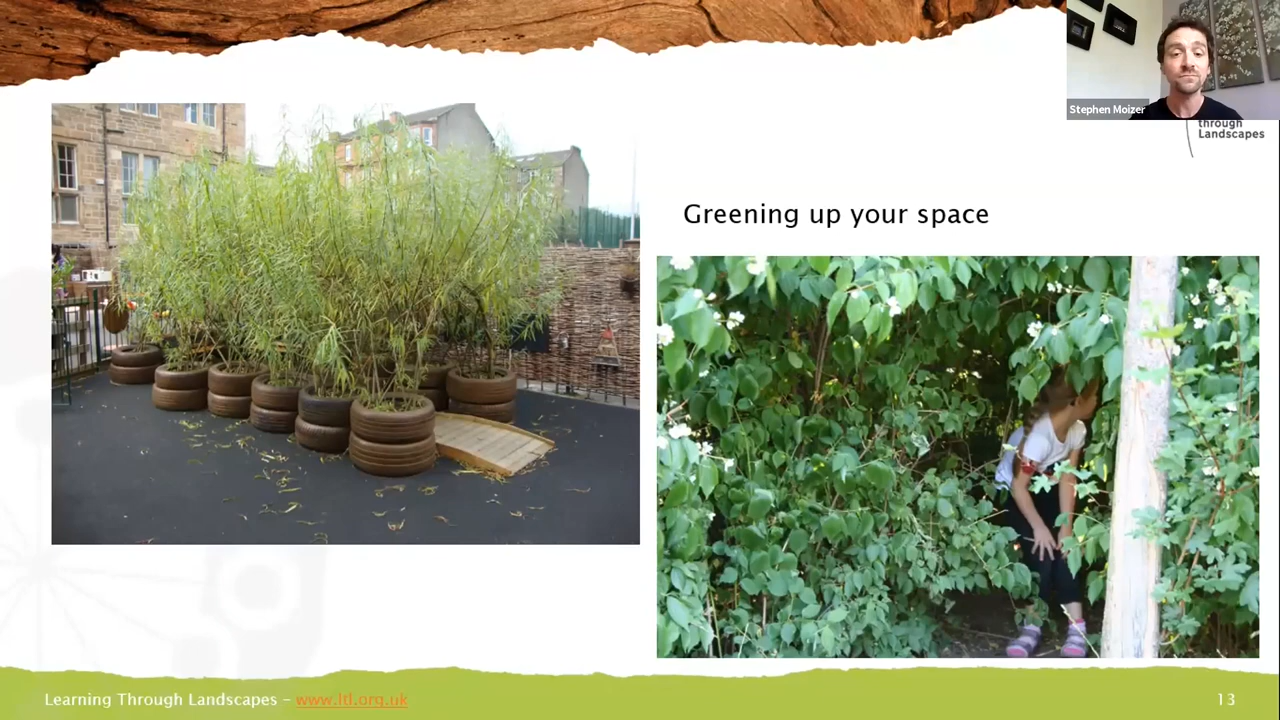 Stephen Moizer
through
Landscapes
Greening up your space
Learning Through Landscapes – www.ltl.org.uk
13